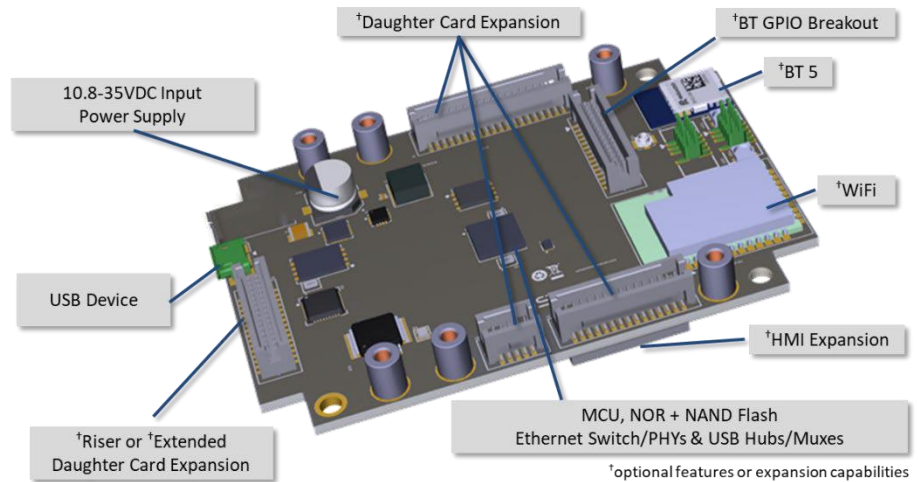 †Daughter Card Expansion
†BT GPIO Breakout
†BT 5
10.8-35VDC Input
Power Supply
†WiFi
USB Device
†HMI Expansion
MCU, NOR + NAND Flash
Ethernet Switch/PHYs & USB Hubs/Muxes
†Riser or †Extended
Daughter Card Expansion
†optional features or expansion capabilities